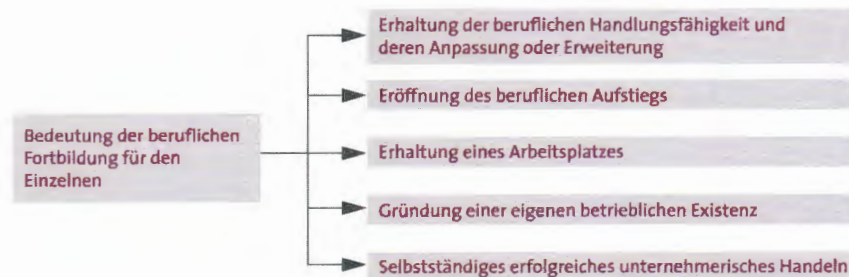 Bedeutung der beruflichen
Fortbildung für den
Einzelnen
Erhaltung der beruflichen Handlungsfähigkeit und
deren Anpassung oder Erweiterung
Eröffnung des beruflichen Aufstiegs
Erhaltung eines Arbeitsplatzes
Gründung einer eigenen betrieblichen Existenz
Selbstständiges erfolgreiches unternehmerisches Handeln